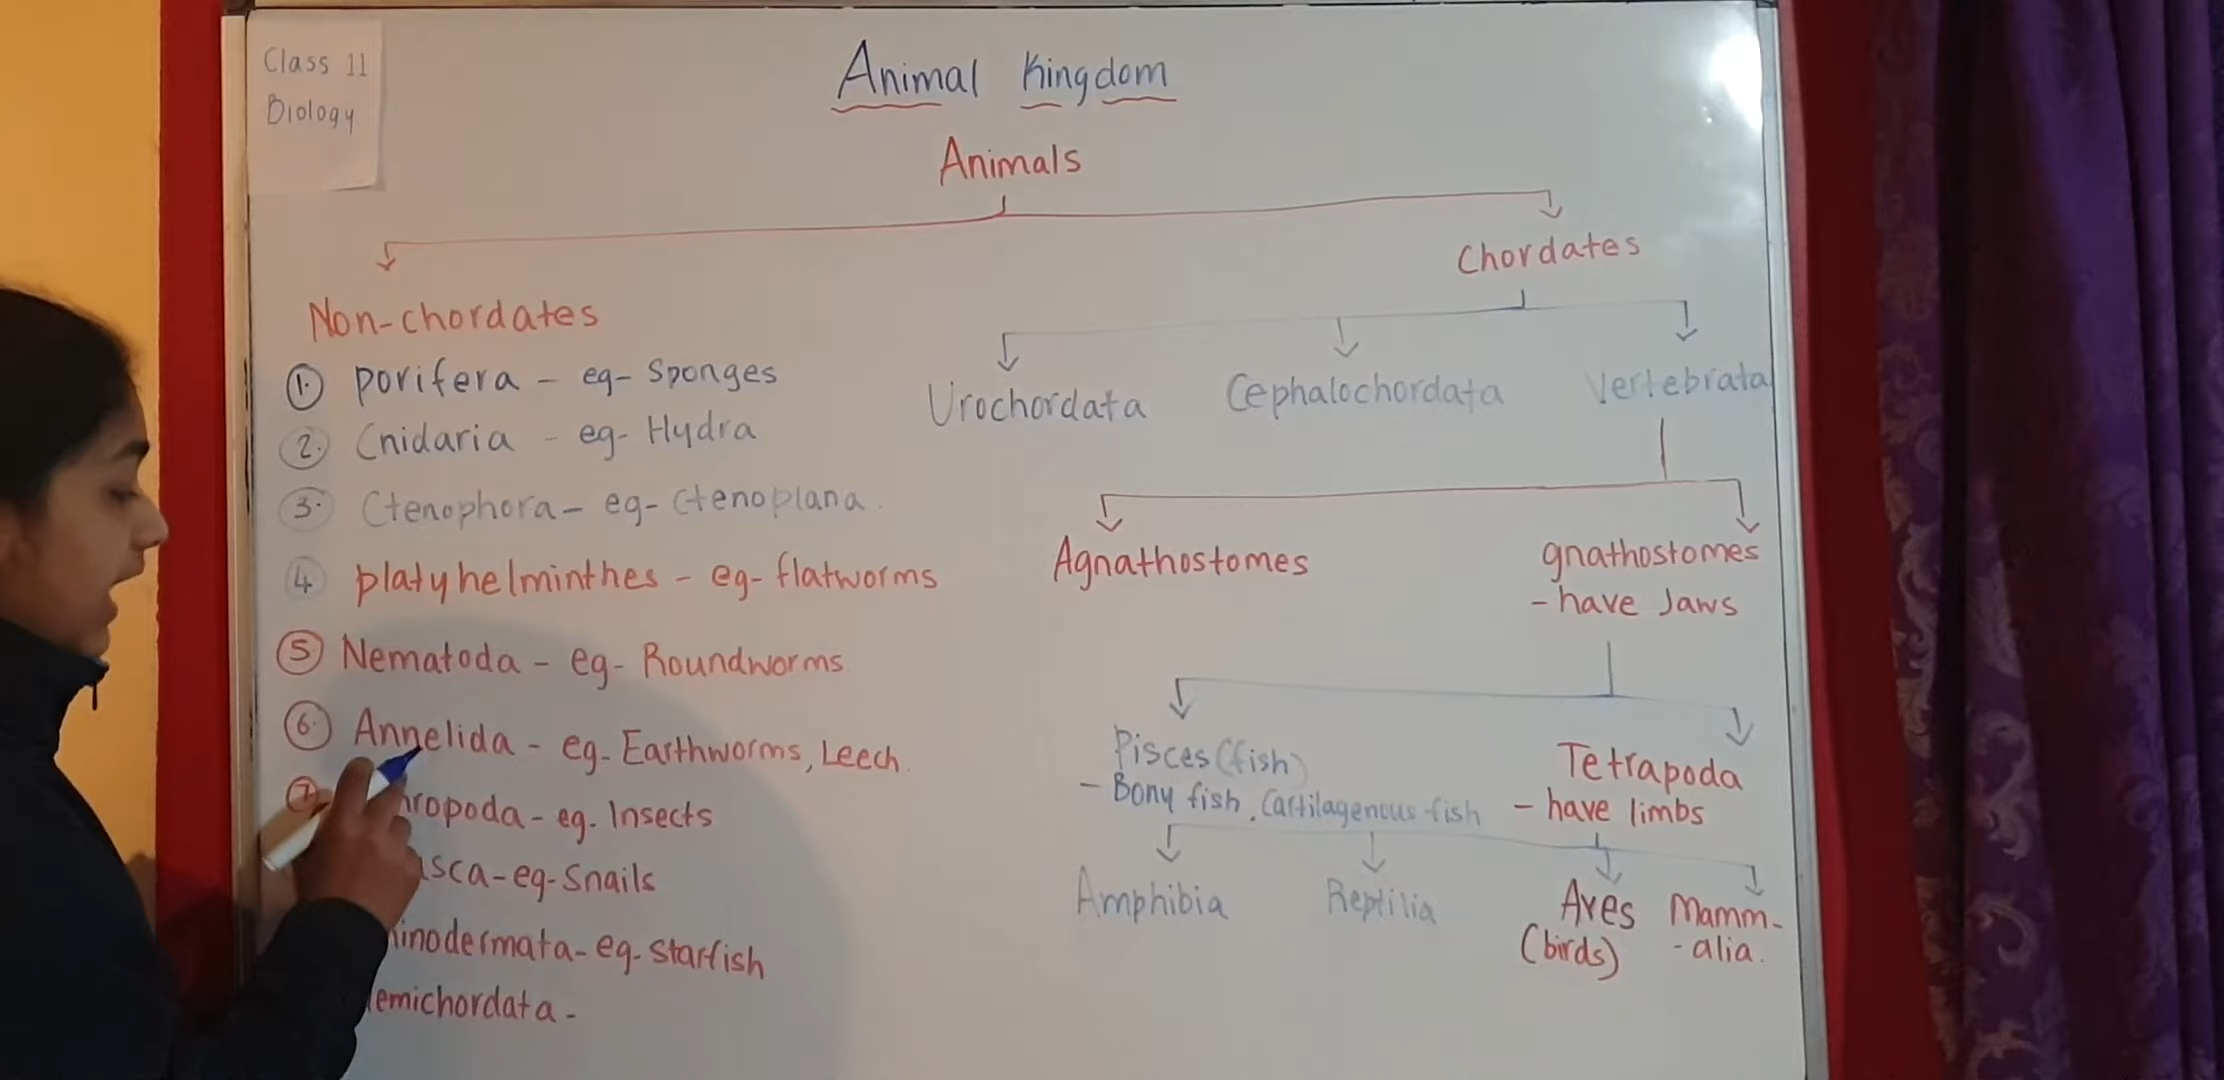 Class 11
Biology
Animal Kingdom
Animals
Non-chordates
Chordates
1. Porifera - eg- Sponges
2. Cnidaria - eg- Hydra
3. Ctenophora - eg- Ctenoplana.
4 Platyhelminthes - eg- flatworms
5 Nematoda - eg- Roundworms.
6. Annelida - eg- Earthworms, Leech.
7 ropoda - eg. Insects
sca - eg- Snails
inodermata - eg- Starfish
emichordata -
Urochordata Cephalochordata Vertebrata
Agnathostomes gnathostomes
- have Jaws
Pisces (fish) Tetrapoda
- Bony fish, Cartilagenous fish - have limbs
Amphibia Reptilia Aves Mamm-
(birds) - alia.